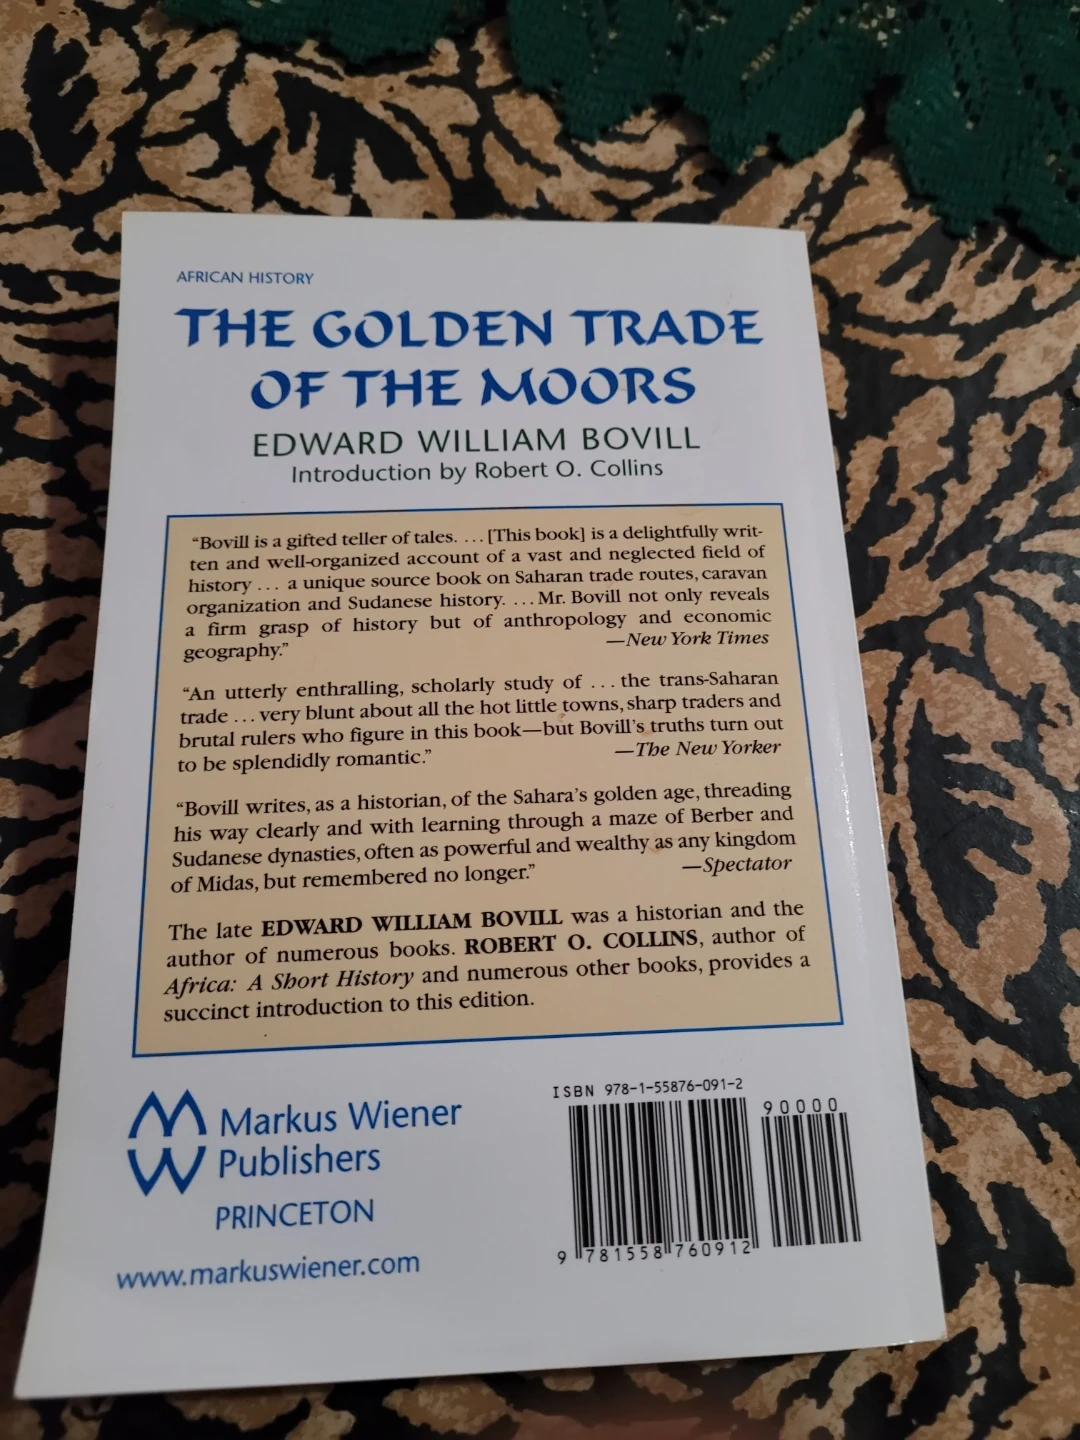 AFRICAN HISTORY
THE GOLDEN TRADE
OF THE MOORS
EDWARD WILLIAM BOVILL
Introduction by Robert O. Collins
“Bovill is a gifted teller of tales. ... [This book] is a delightfully writ-
ten and well-organized account of a vast and neglected field of
history ... a unique source book on Saharan trade routes, caravan
organization and Sudanese history. ... Mr. Bovill not only reveals
a firm grasp of history but of anthropology and economic
geography.” —New York Times
“An utterly enthralling, scholarly study of ... the trans-Saharan
trade ... very blunt about all the hot little towns, sharp traders and
brutal rulers who figure in this book—but Bovill’s truths turn out
to be splendidly romantic.” —The New Yorker
“Bovill writes, as a historian, of the Sahara’s golden age, threading
his way clearly and with learning through a maze of Berber and
Sudanese dynasties, often as powerful and wealthy as any kingdom
of Midas, but remembered no longer.” —Spectator
The late EDWARD WILLIAM BOVILL was a historian and the
author of numerous books. ROBERT O. COLLINS, author of
Africa: A Short History and numerous other books, provides a
succinct introduction to this edition.
Markus Wiener
Publishers
PRINCETON
www.markuswiener.com
ISBN 978-1-55876-091-2
90000
9 781558 760912